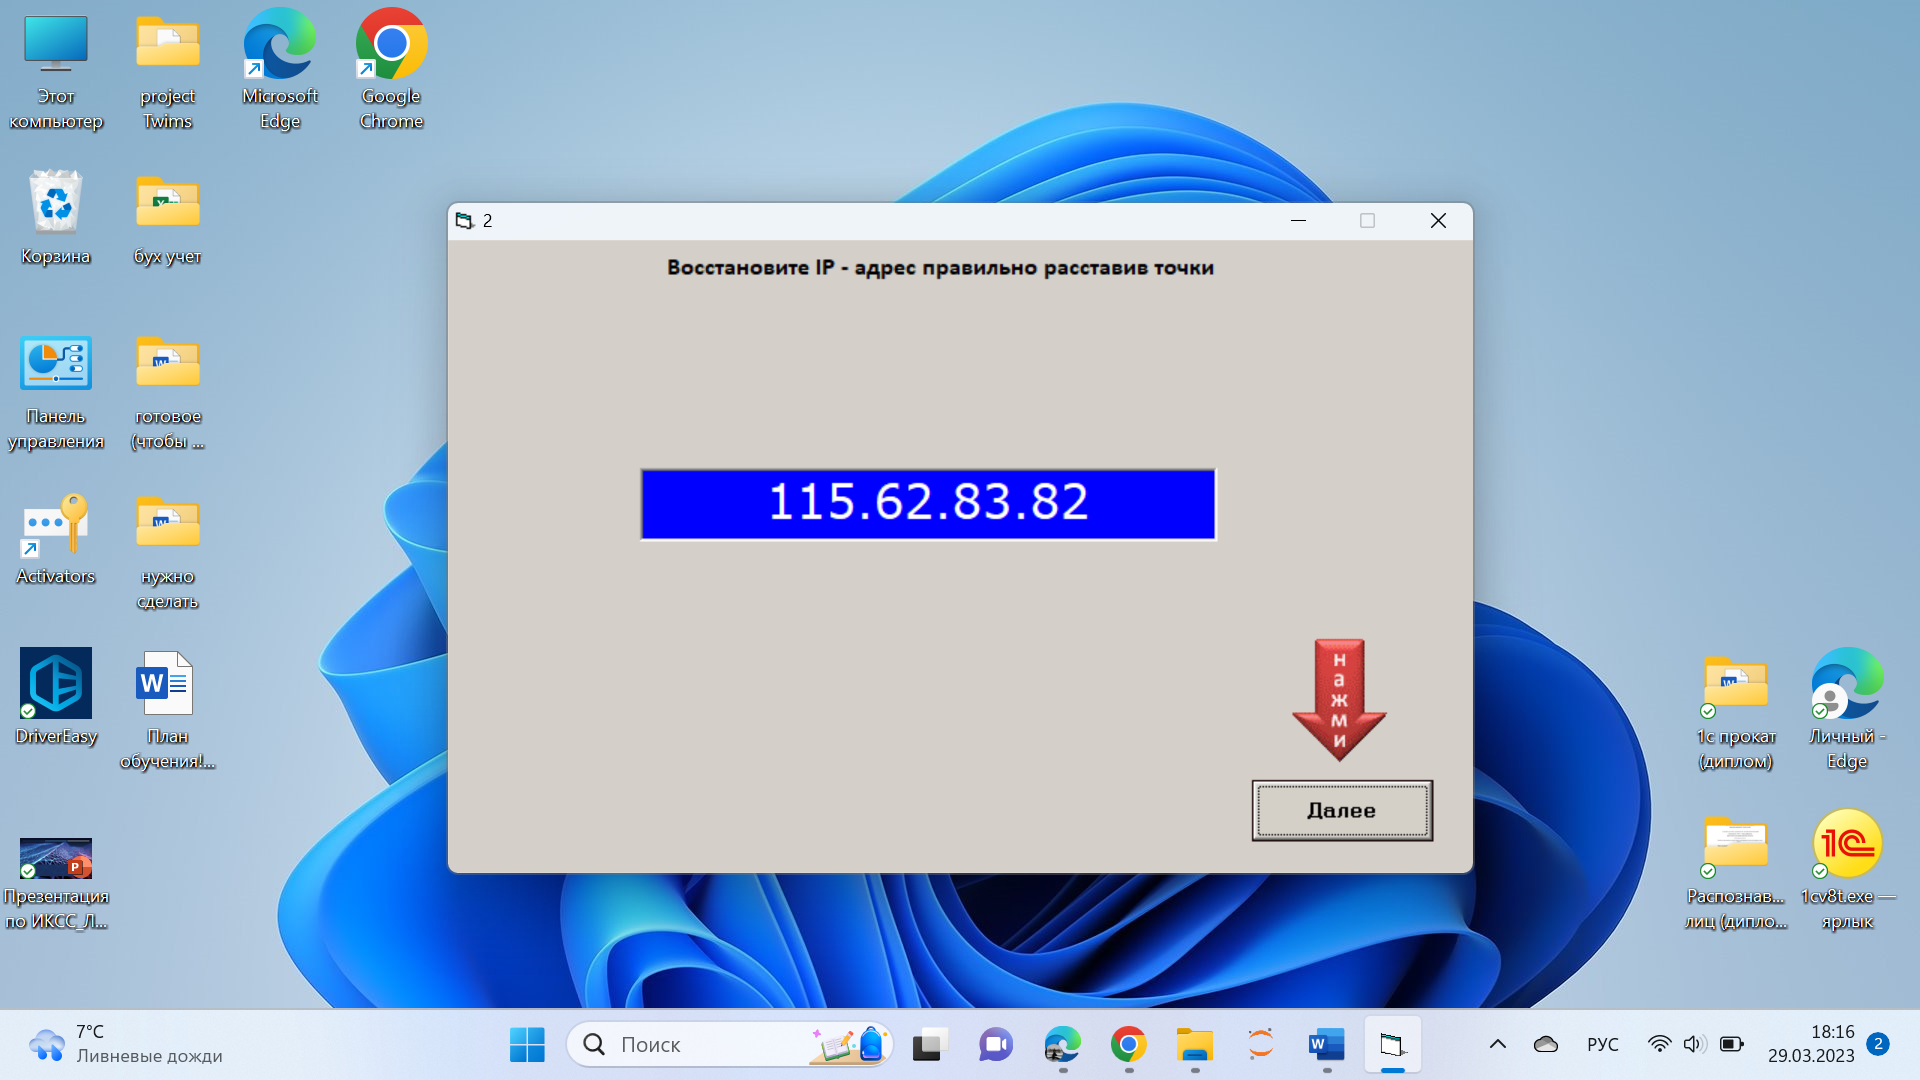 Этот
компьютер
project
Twims
Microsoft
Edge
Google
Chrome
Корзина
бух учет
Панель
управления
готовое
(чтобы ...
Activators
нужно
сделать
DriverEasy
План
обучения!...
Презентация
по ИКСС_Л...
2
Восстановите IP - адрес правильно расставив точки
115.62.83.82
нажми
Далее
1с прокат
(диплом)
Личный -
Edge
Распознав...
лиц (дипло...
1cv8t.exe —
ярлык
7°C
Ливневые дожди
Поиск
РУС
18:16
29.03.2023
2